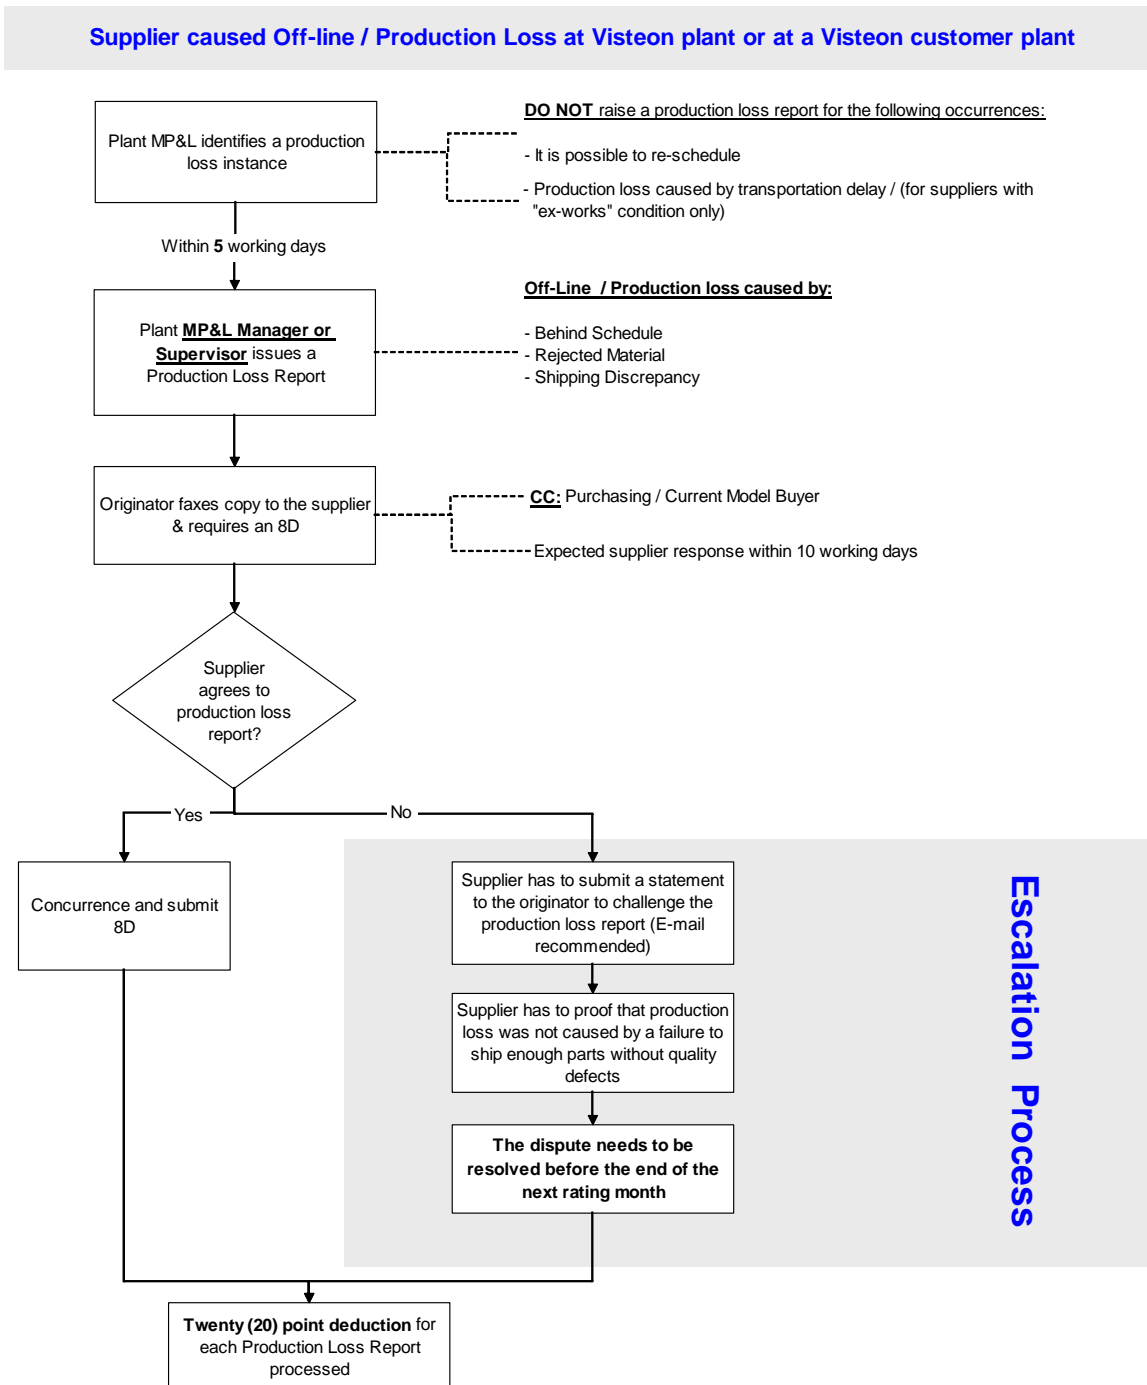 Supplier caused Off-line / Production Loss at Visteon plant or at a Visteon customer plant
Plant MP&L identifies a production
loss instance
DO NOT raise a production loss report for the following occurrences:
- It is possible to re-schedule
- Production loss caused by transportation delay / (for suppliers with
"ex-works" condition only)
Within 5 working days
Plant MP&L Manager or
Supervisor issues a
Production Loss Report
Off-Line / Production loss caused by:
- Behind Schedule
- Rejected Material
- Shipping Discrepancy
Originator faxes copy to the supplier
& requires an 8D
CC: Purchasing / Current Model Buyer
Expected supplier response within 10 working days
Supplier
agrees to
production loss
report?
Yes
No
Concurrence and submit
8D
Supplier has to submit a statement
to the originator to challenge the
production loss report (E-mail
recommended)
Supplier has to proof that production
loss was not caused by a failure to
ship enough parts without quality
defects
The dispute needs to be
resolved before the end of the
next rating month
Escalation Process
Twenty (20) point deduction for
each Production Loss Report
processed